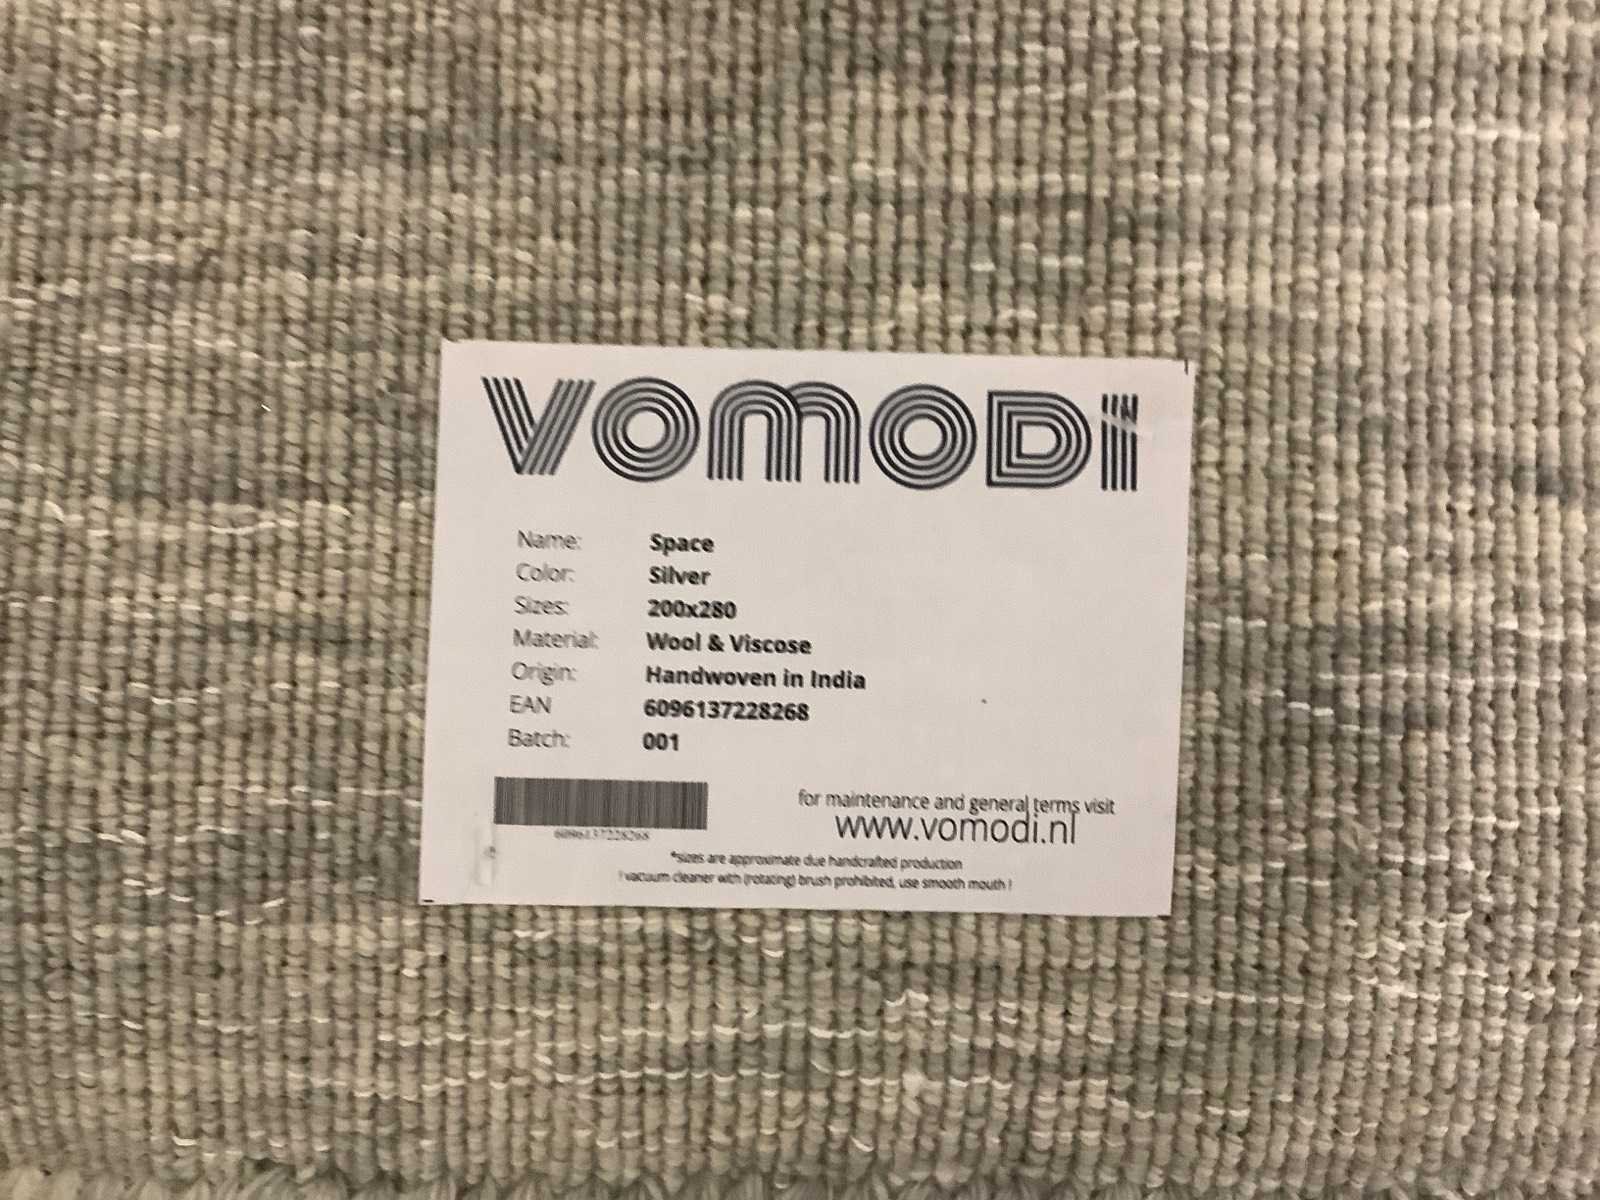 VOMODi
Name: Space
Color: Silver
Sizes: 200x280
Material: Wool & Viscose
Origin: Handwoven in India
EAN 6096137228268
Batch: 001
6096137228268
for maintenance and general terms visit
www.vomodi.nl
*sizes are approximate due handcrafted production
! vacuum cleaner with (rotating) brush prohibited, use smooth mouth !